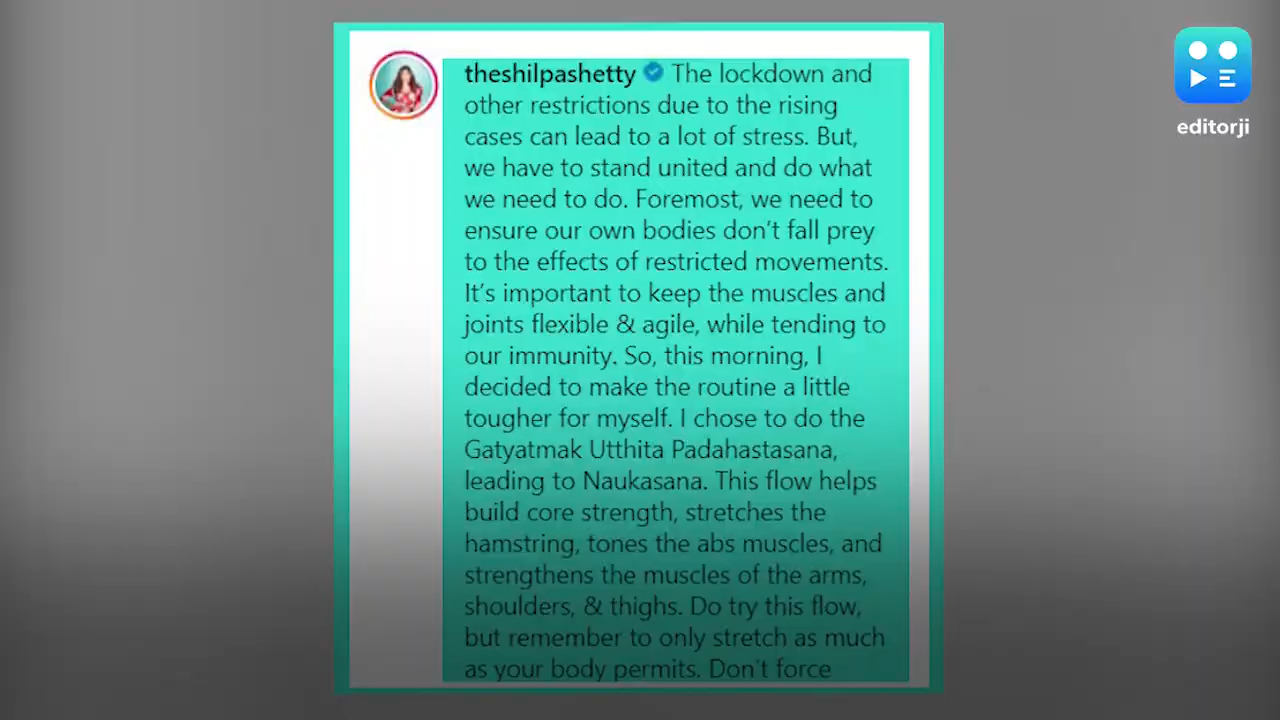 theshilpashetty The lockdown and
other restrictions due to the rising
cases can lead to a lot of stress. But,
we have to stand united and do what
we need to do. Foremost, we need to
ensure our own bodies don't fall prey
to the effects of restricted movements.
It's important to keep the muscles and
joints flexible & agile, while tending to
our immunity. So, this morning, I
decided to make the routine a little
tougher for myself. I chose to do the
Gatyatmak Utthita Padahastasana,
leading to Naukasana. This flow helps
build core strength, stretches the
hamstring, tones the abs muscles, and
strengthens the muscles of the arms,
shoulders, & thighs. Do try this flow,
but remember to only stretch as much
as your body permits. Don't force
editorji